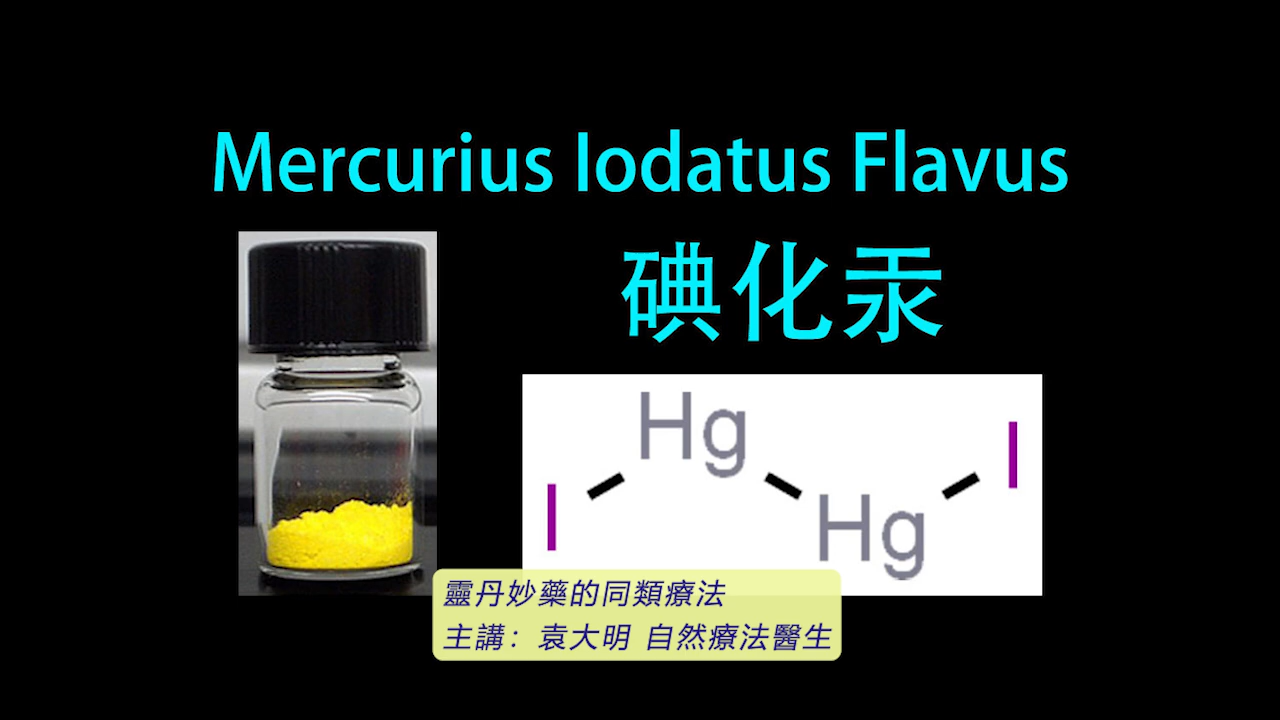 Mercurius Iodatus Flavus
碘化汞
Hg
I
I
Hg
靈丹妙藥的同類療法
主講：袁大明 自然療法醫生